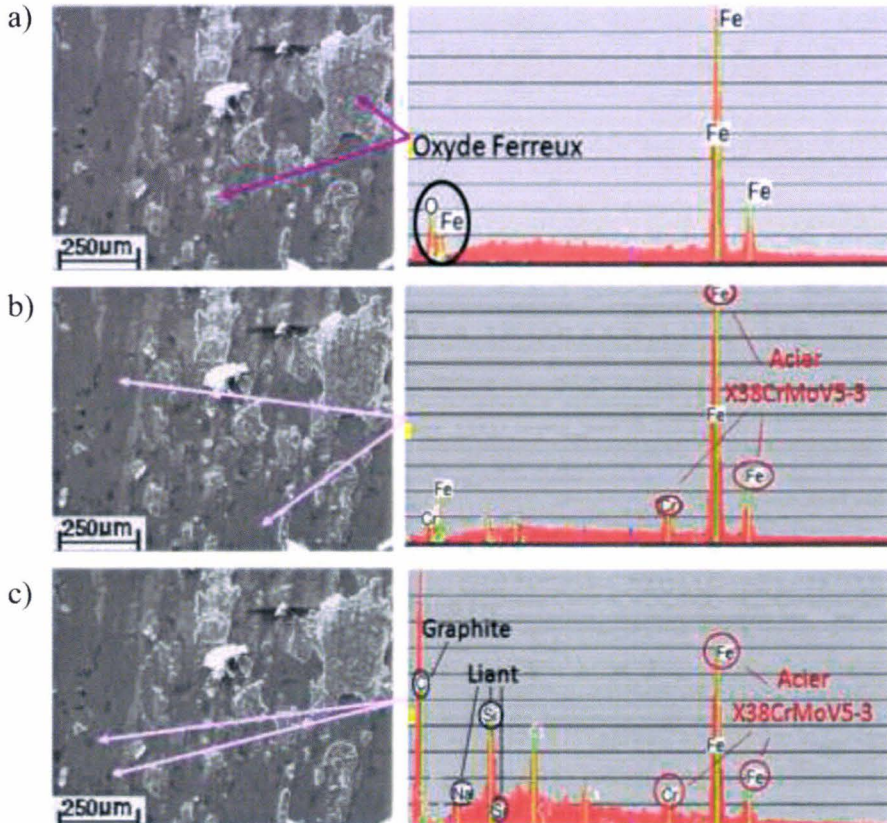 a)
Fe
Fe
Oxyde Ferreux
Fe
O
Fe
250µm
b)
Fe
Acier
X38CrMoV5-3
Fe
Fe
Fe
Cr
Cr
250µm
c)
Graphite
Fe
Liant
Acier
X38CrMoV5-3
Si
Fe
Fe
Na
Cr
Si
250µm